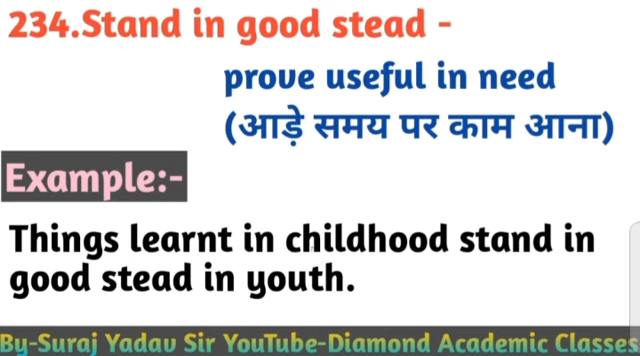 234.Stand in good stead -
prove useful in need
(आड़े समय पर काम आना)
Example:-
Things learnt in childhood stand in
good stead in youth.
By-Suraj Yadav Sir YouTube-Diamond Academic Classes